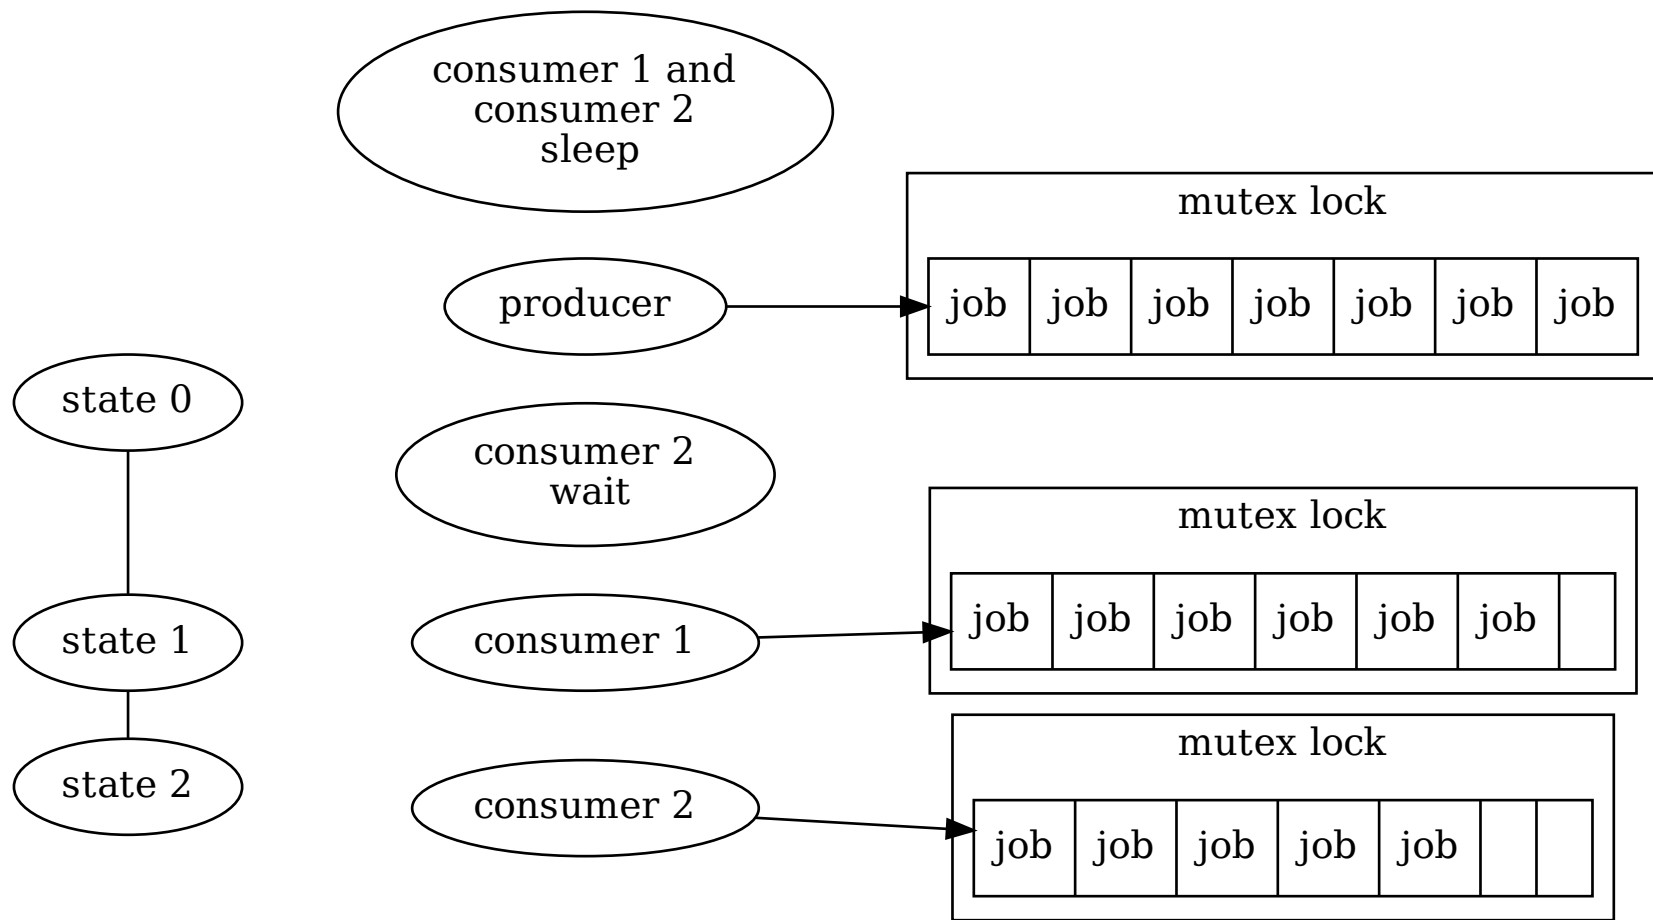 consumer 1 and
consumer 2
sleep
mutex lock
producer
job job job job job job job
state 0
consumer 2
wait
mutex lock
state 1
consumer 1
job job job job job job
mutex lock
state 2
consumer 2
job job job job job